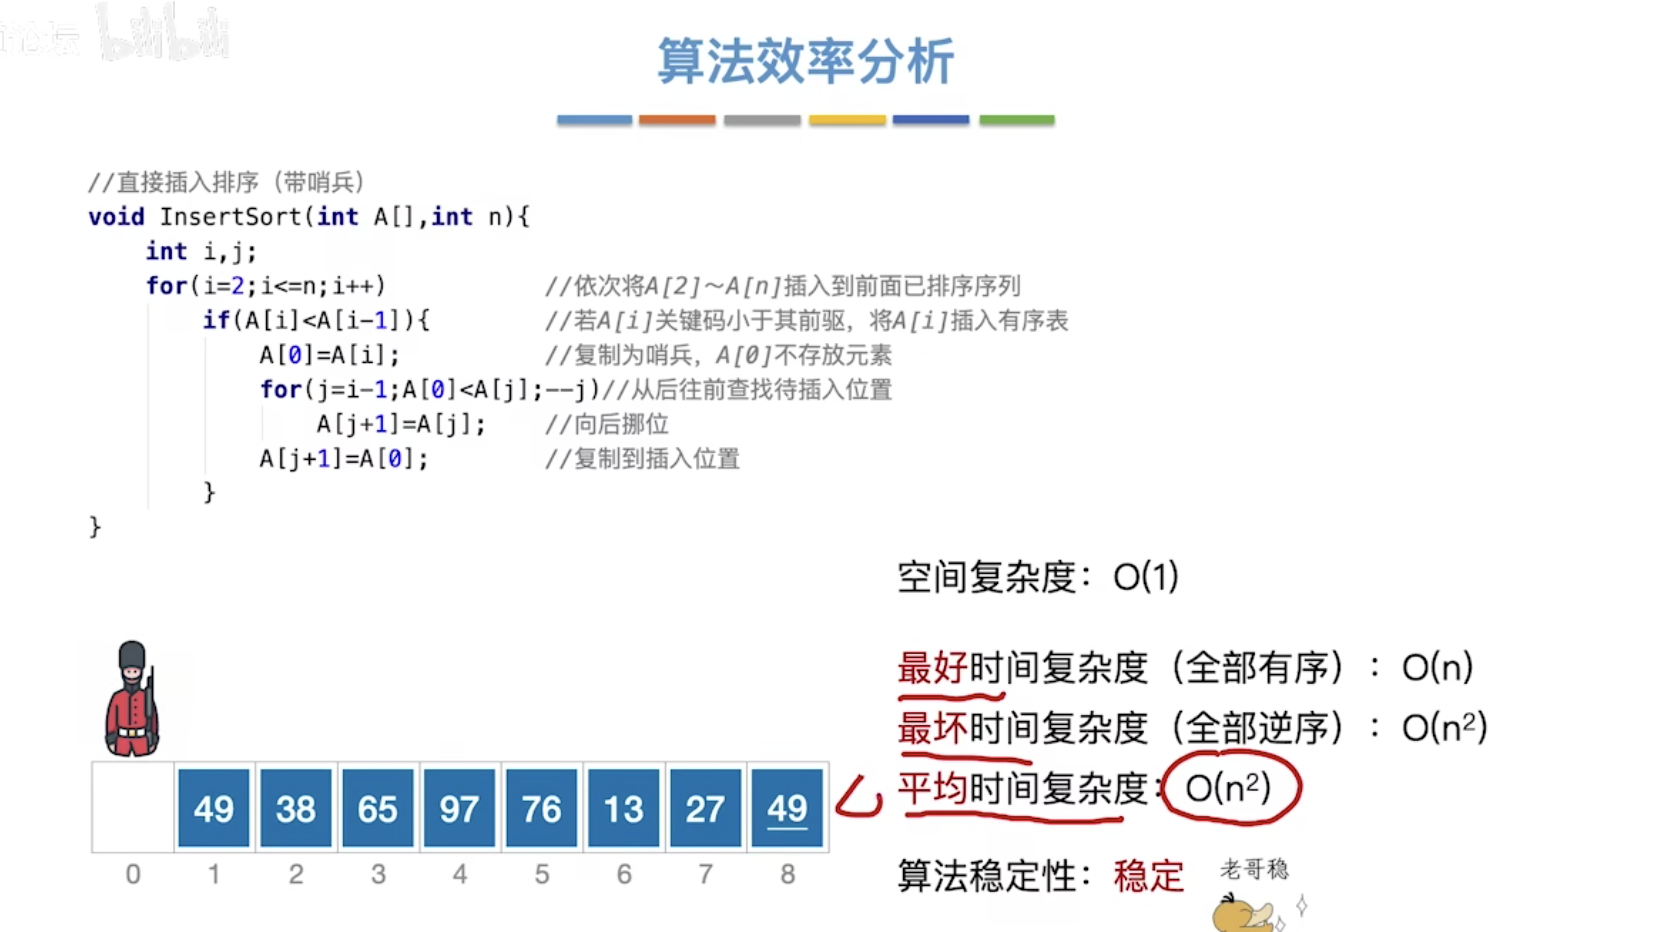 bilibili
算法效率分析
//直接插入排序（带哨兵）
void InsertSort(int A[],int n){
int i,j;
for(i=2;i<=n;i++) //依次将A[2]～A[n]插入到前面已排序序列
if(A[i]<A[i-1]){ //若A[i]关键码小于其前驱，将A[i]插入有序表
A[0]=A[i]; //复制为哨兵，A[0]不存放元素
for(j=i-1;A[0]<A[j];--j)//从后往前查找待插入位置
A[j+1]=A[j]; //向后挪位
A[j+1]=A[0]; //复制到插入位置
}
}
空间复杂度：O(1)
最好时间复杂度（全部有序）：O(n)
最坏时间复杂度（全部逆序）：O(n²)
平均时间复杂度：O(n²)
49 38 65 97 76 13 27 49
0 1 2 3 4 5 6 7 8
算法稳定性：稳定
老哥稳